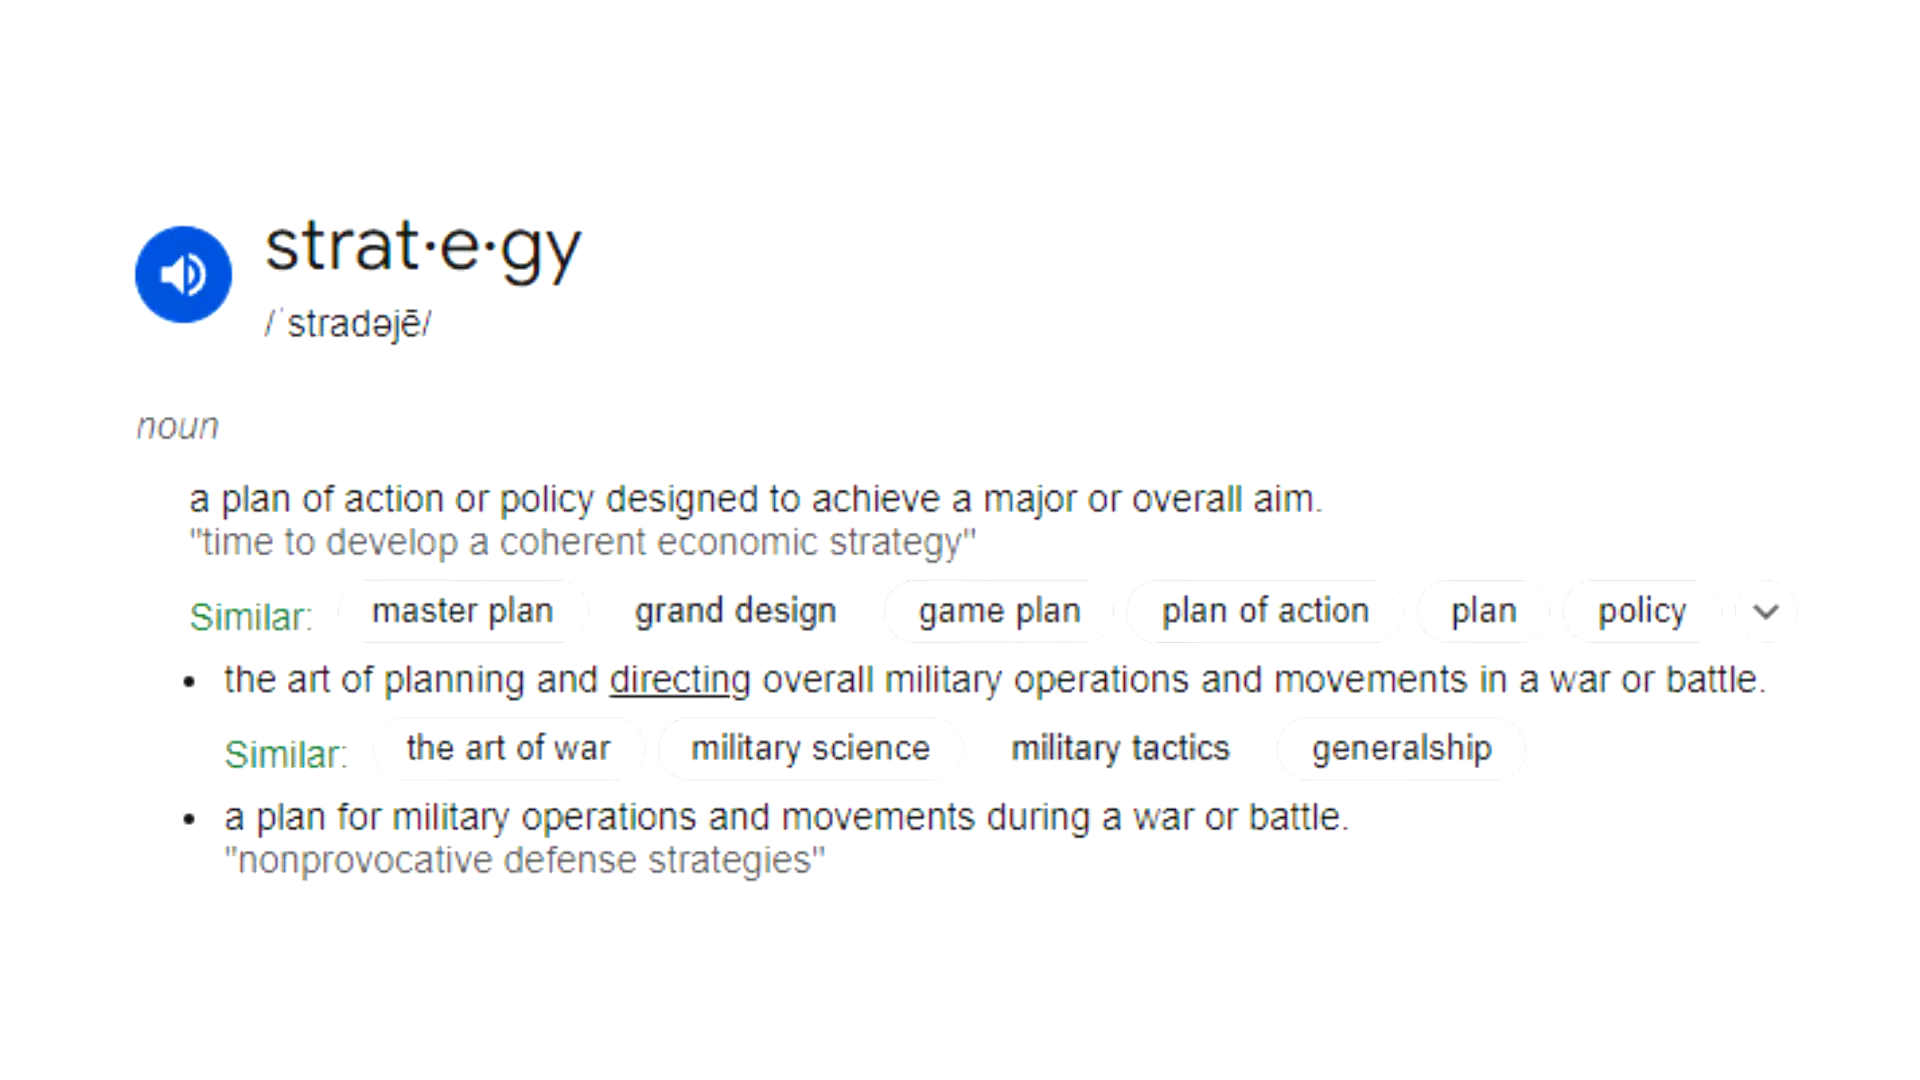 strat·e·gy
/ˈstradəjē/
noun
a plan of action or policy designed to achieve a major or overall aim.
"time to develop a coherent economic strategy"
Similar: master plan grand design game plan plan of action plan policy
• the art of planning and directing overall military operations and movements in a war or battle.
Similar: the art of war military science military tactics generalship
• a plan for military operations and movements during a war or battle.
"nonprovocative defense strategies"